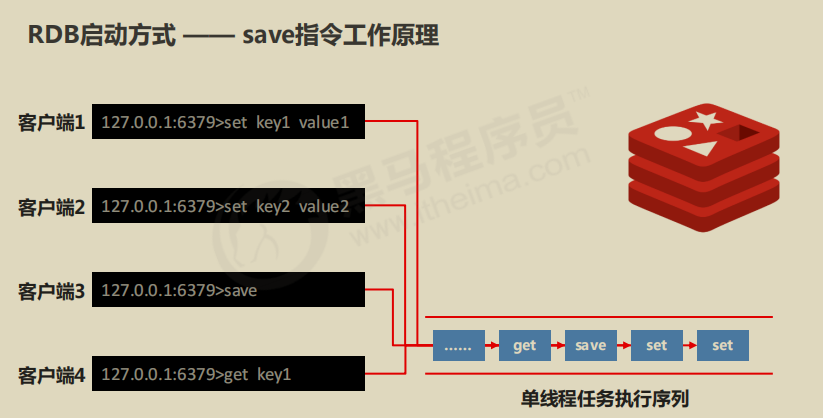 RDB启动方式 —— save指令工作原理
客户端1 127.0.0.1:6379>set key1 value1
客户端2 127.0.0.1:6379>set key2 value2
客户端3 127.0.0.1:6379>save
客户端4 127.0.0.1:6379>get key1
...... get save set set
单线程任务执行序列
黑马程序员™
www.itheima.com